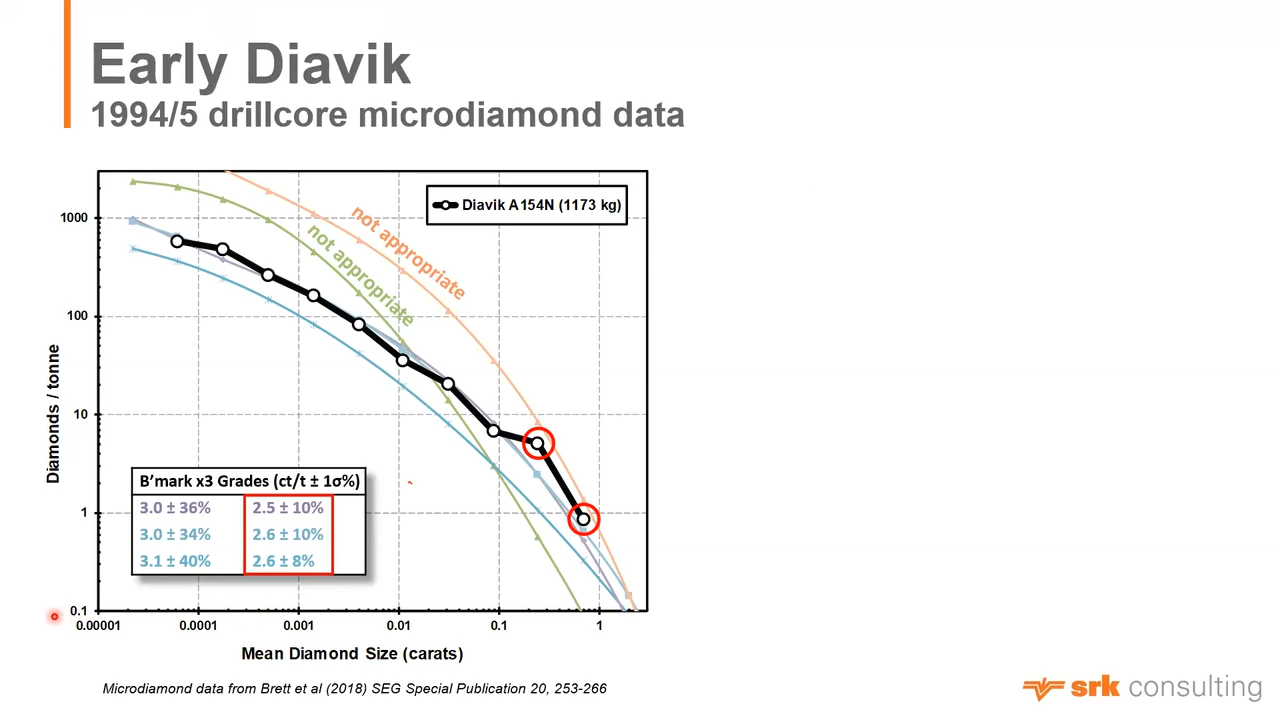 Early Diavik
1994/5 drillcore microdiamond data
Diavik A154N (1173 kg)
not appropriate
not appropriate
Diamonds / tonne
1000
100
10
1
0.1
B'mark x3 Grades (ct/t ± 1σ%)
3.0 ± 36% 2.5 ± 10%
3.0 ± 34% 2.6 ± 10%
3.1 ± 40% 2.6 ± 8%
0.00001 0.0001 0.001 0.01 0.1 1
Mean Diamond Size (carats)
Microdiamond data from Brett et al (2018) SEG Special Publication 20, 253-266
srk consulting